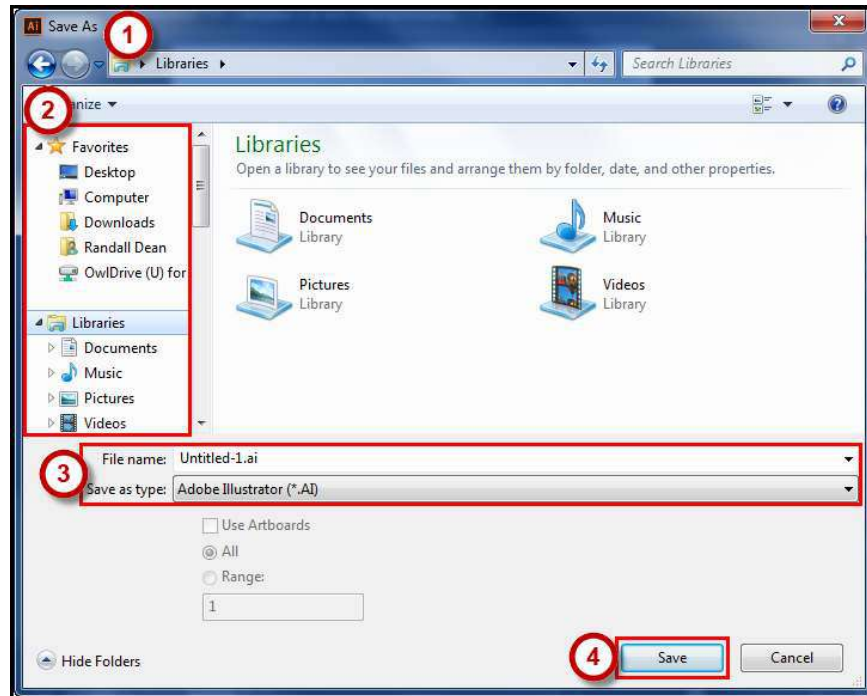 Ai Save As
1
Libraries
Search Libraries
2
anize
Favorites
Desktop
Computer
Downloads
Randall Dean
OwlDrive (U) for
Libraries
Documents
Music
Pictures
Videos
Libraries
Open a library to see your files and arrange them by folder, date, and other properties.
Documents
Library
Music
Library
Pictures
Library
Videos
Library
3
File name: Untitled-1.ai
Save as type: Adobe Illustrator (*.AI)
Use Artboards
All
Range:
1
Hide Folders
4
Save
Cancel